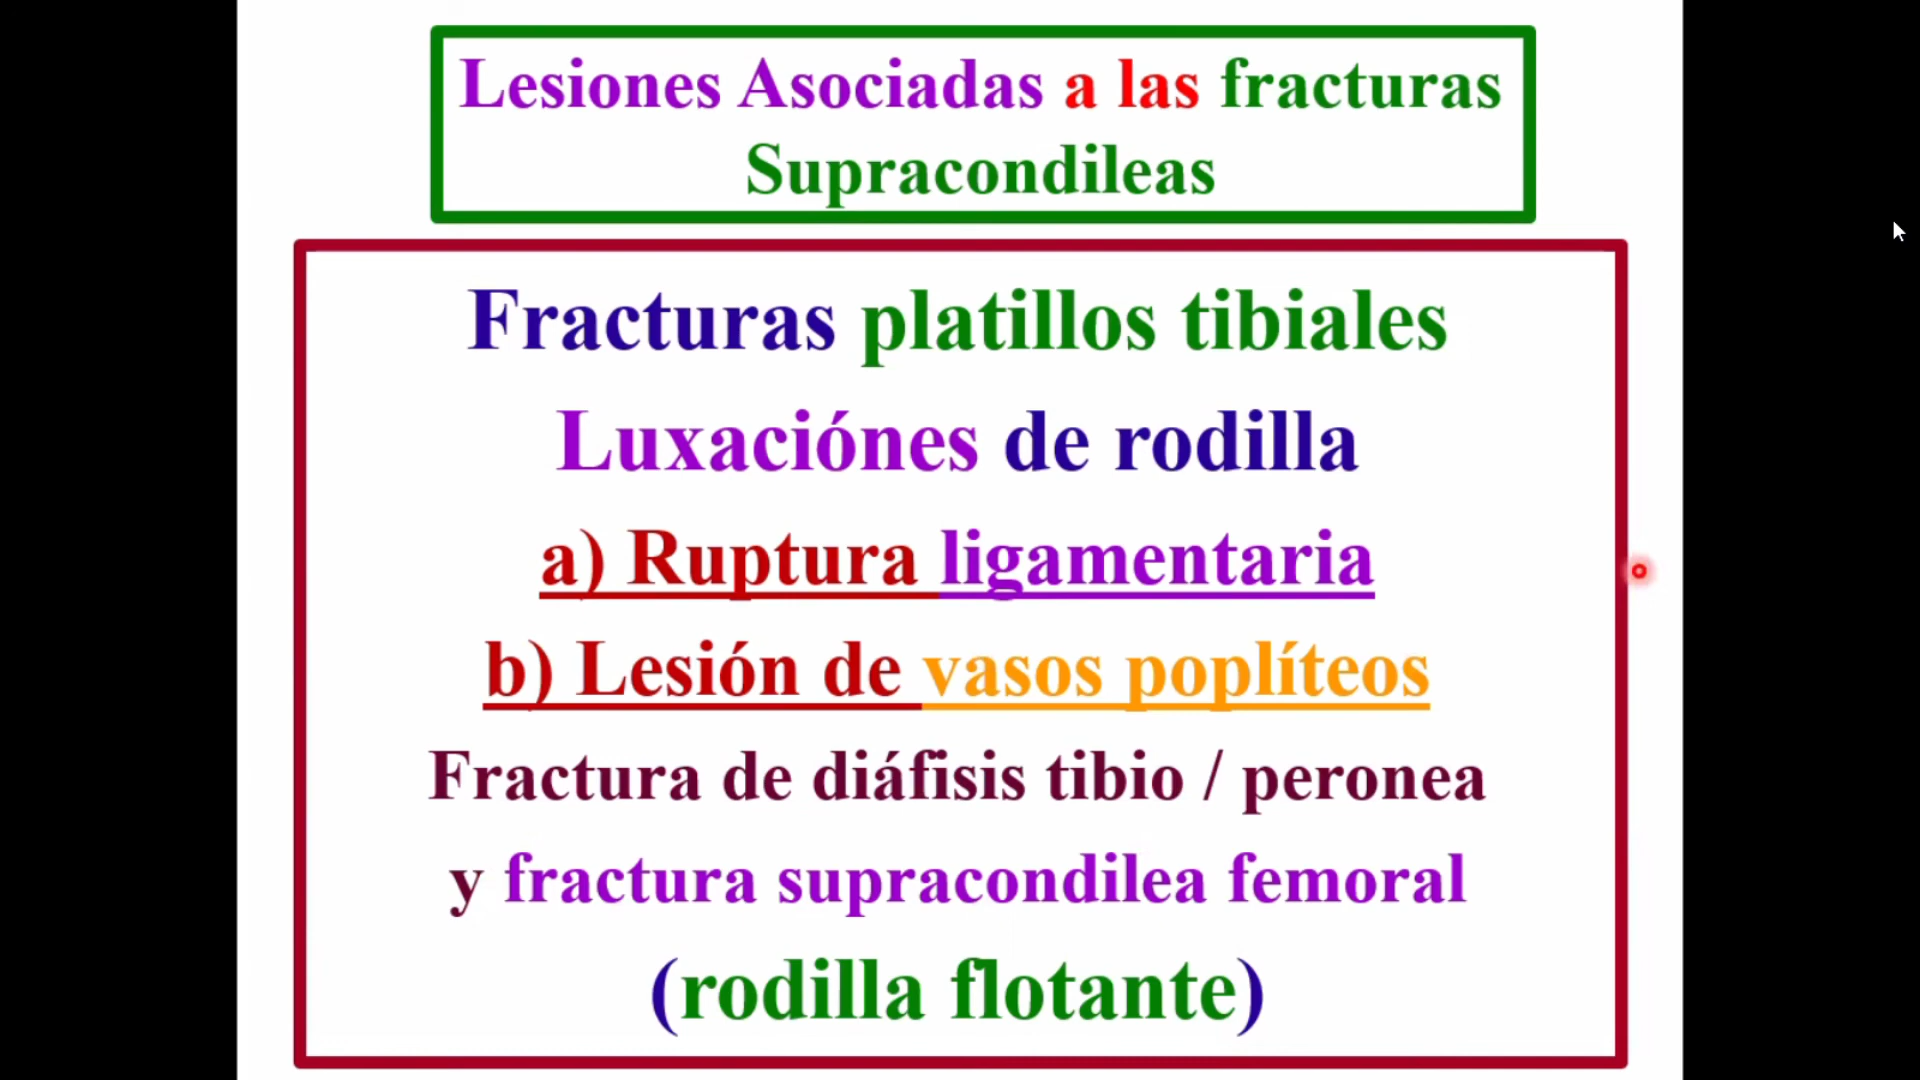 Lesiones Asociadas a las fracturas
Supracondileas
Fracturas platillos tibiales
Luxaciónes de rodilla
a) Ruptura ligamentaria
b) Lesión de vasos poplíteos
Fractura de diáfisis tibio / peronea
y fractura supracondilea femoral
(rodilla flotante)